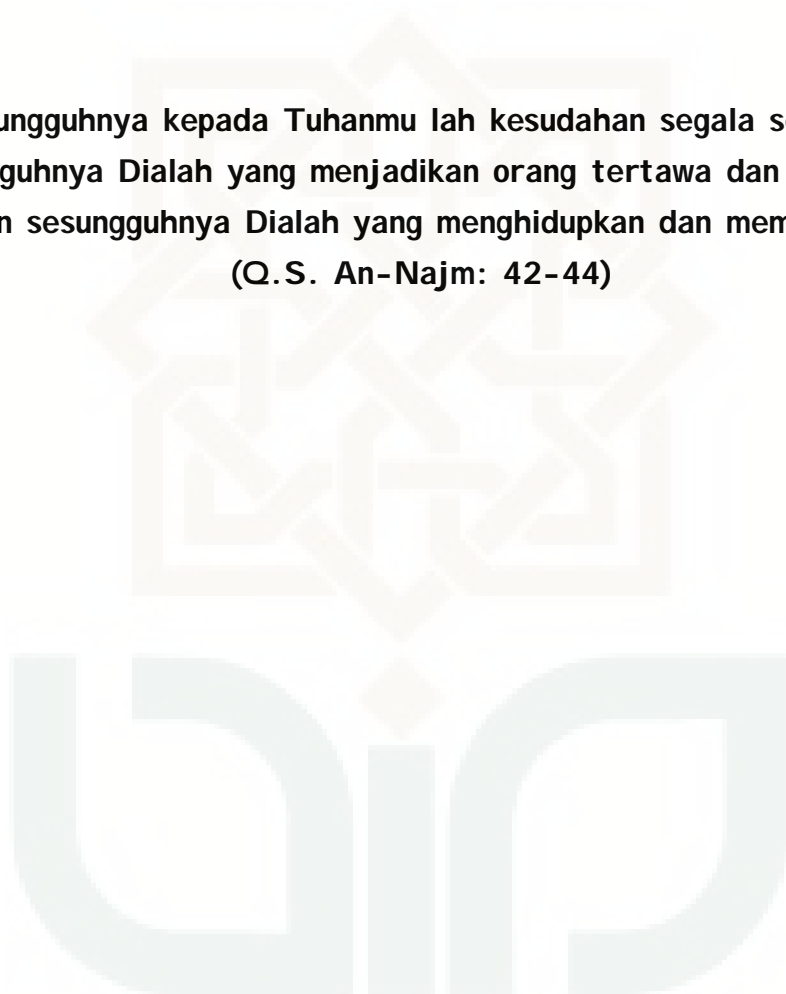 ungguhnya kepada Tuhanmu lah kesudahan segala s
guhnya Dialah yang menjadikan orang tertawa dan
n sesungguhnya Dialah yang menghidupkan dan mem
(Q.S. An-Najm: 42-44)